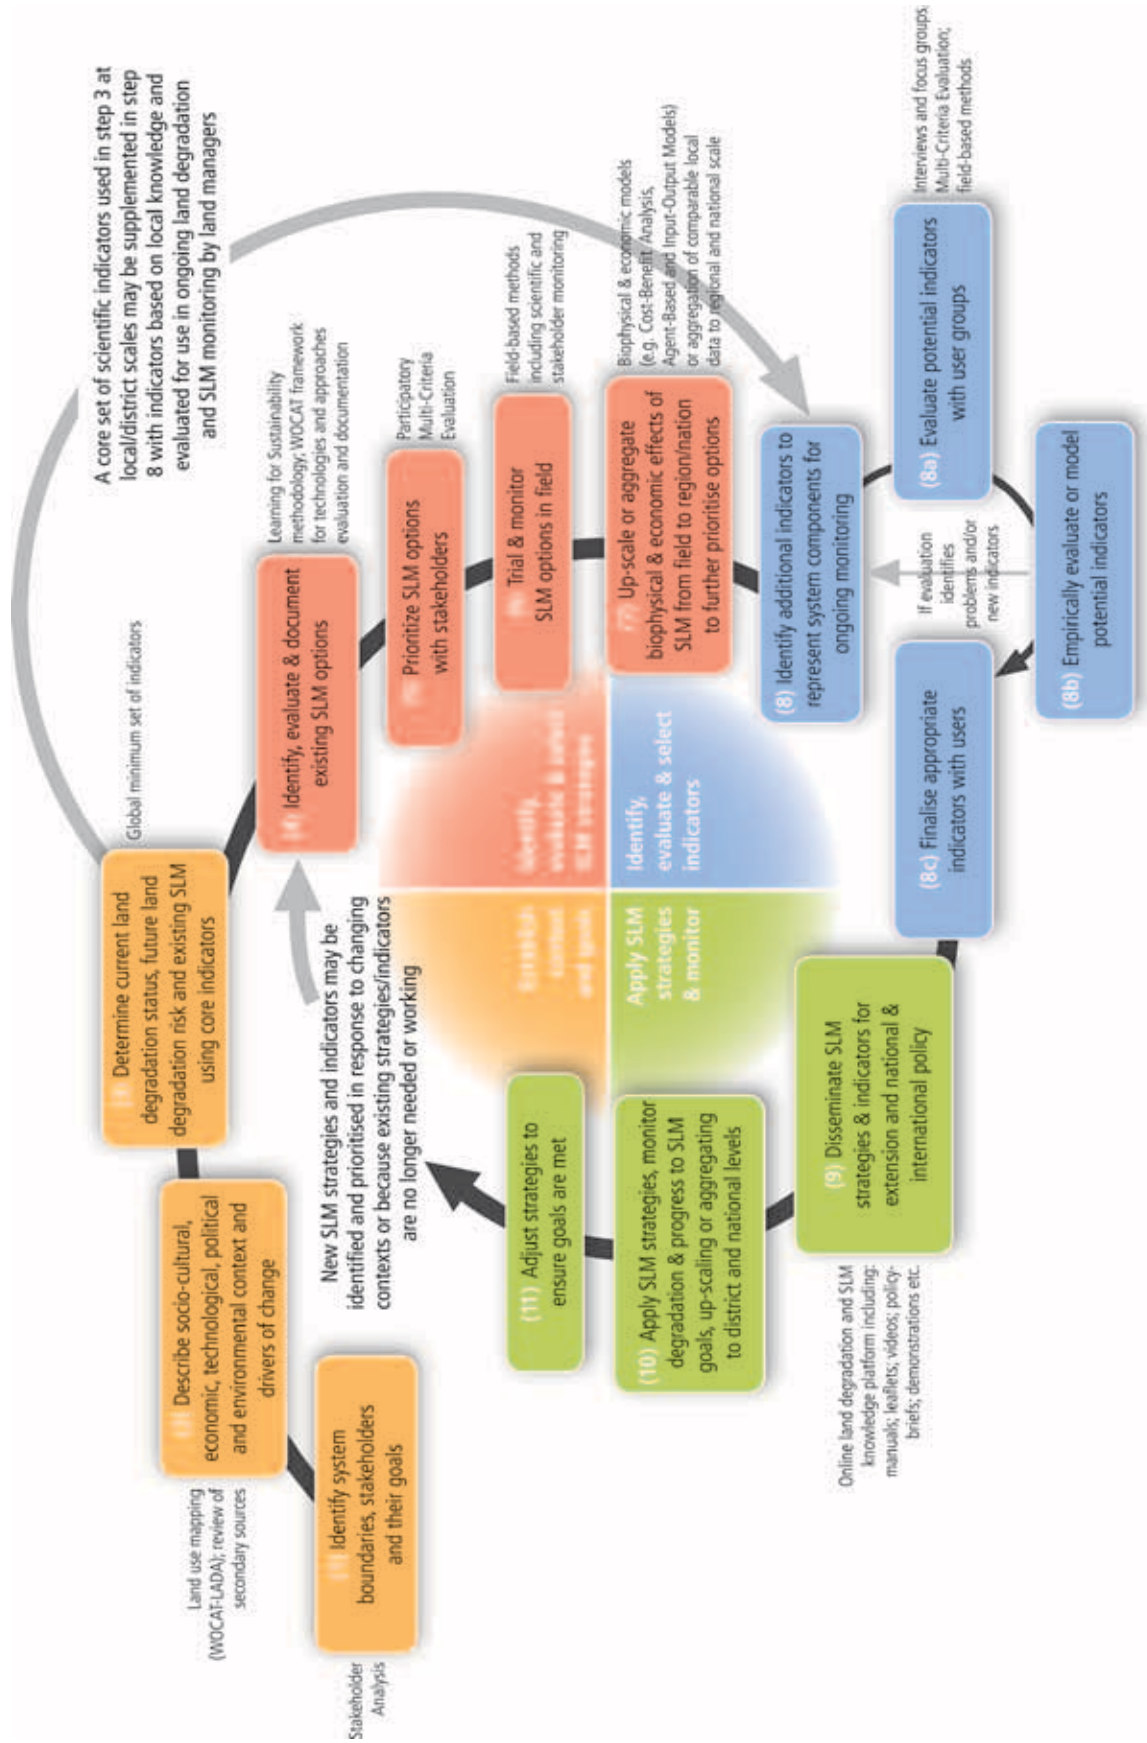 Stakeholder
Analysis
(1) Identify system
boundaries, stakeholders
and their goals
Land use mapping
(WOCAT-LADA); review of
secondary sources
(2) Describe socio-cultural,
economic, technological, political
and environmental context and
drivers of change
Determine current land
degradation status, future land
degradation risk and existing SLM
using core indicators
Global minimum set of indicators
A core set of scientific indicators used in step 3 at
local/district scales may be supplemented in step
8 with indicators based on local knowledge and
evaluated for use in ongoing land degradation
and SLM monitoring by land managers
(4) Identify, evaluate & document
existing SLM options
Learning for Sustainability
methodology; WOCAT framework
for technologies and approaches
evaluation and documentation
Prioritize SLM options
with stakeholders
Participatory
Multi-Criteria
Evaluation
Trial & monitor
SLM options in field
Field-based methods
including scientific and
stakeholder monitoring
(7) Up-scale or aggregate
biophysical & economic effects of
SLM from field to region/nation
to further prioritise options
Biophysical & economic models
(e.g. Cost-Benefit Analysis,
Agent-Based and Input-Output Models)
or aggregation of comparable local
data to regional and national scale
(8) Identify additional indicators to
represent system components for
ongoing monitoring
(8a) Evaluate potential indicators
with user groups
Interviews and focus groups;
Multi-Criteria Evaluation;
field-based methods
(8b) Empirically evaluate or model
potential indicators
If evaluation
identifies
problems and/or
new indicators
(8c) Finalise appropriate
indicators with users
(9) Disseminate SLM
strategies & indicators for
extension and national &
international policy
Online land degradation and SLM
knowledge platform including:
manuals; leaflets; videos; policy-
briefs; demonstrations etc.
(10) Apply SLM strategies, monitor
degradation & progress to SLM
goals, up-scaling or aggregating
to district and national levels
(11) Adjust strategies to
ensure goals are met
New SLM strategies and indicators may be
identified and prioritised in response to changing
contexts or because existing strategies/indicators
are no longer needed or working
Establish
context
and goals
Identify,
evaluate & select
SLM strategies
Apply SLM
strategies
& monitor
Identify,
evaluate & select
indicators